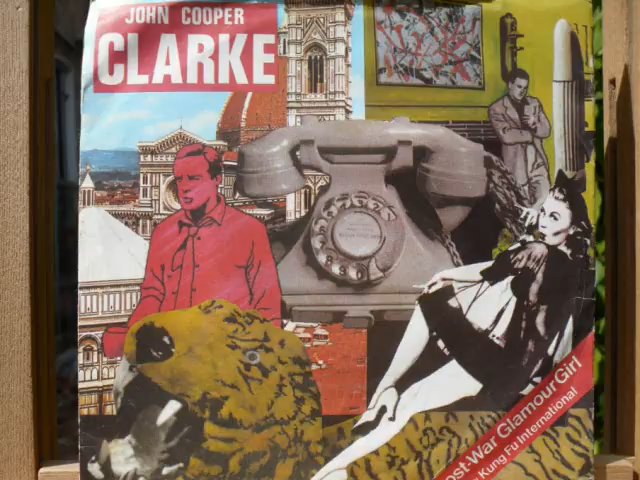 JOHN COOPER
CLARKE
ost-War Glamour Girl
Kung Fu International